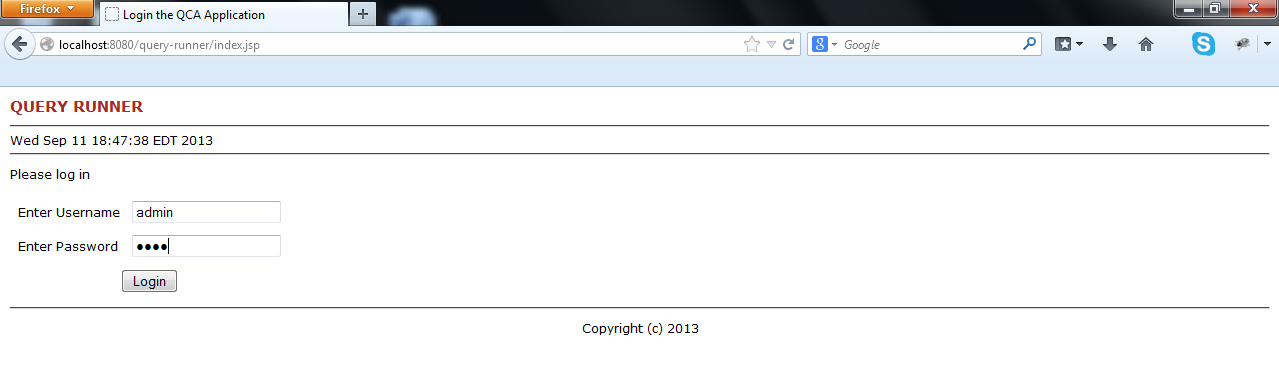 Firefox
Login the QCA Application
localhost:8080/query-runner/index.jsp
Google
QUERY RUNNER
Wed Sep 11 18:47:38 EDT 2013
Please log in
Enter Username admin
Enter Password ••••
Login
Copyright (c) 2013